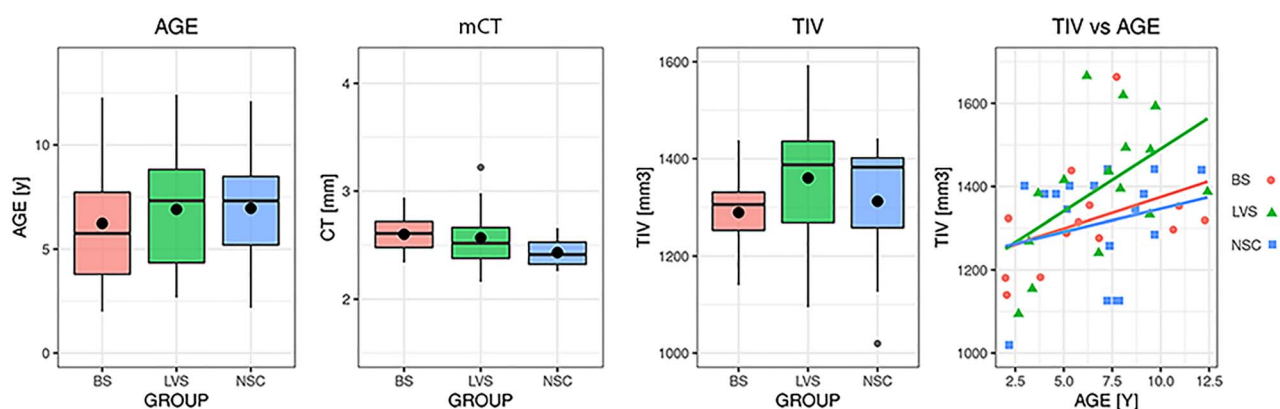 AGE
AGE [y]
10
5
0
BS LVS NSC
GROUP
mCT
CT [mm]
4
3
2
BS LVS NSC
GROUP
TIV
TIV [mm3]
1600
1400
1200
1000
BS LVS NSC
GROUP
TIV vs AGE
TIV [mm3]
1600
1400
1200
1000
2.5 5.0 7.5 10.0 12.5
AGE [Y]
BS
LVS
NSC